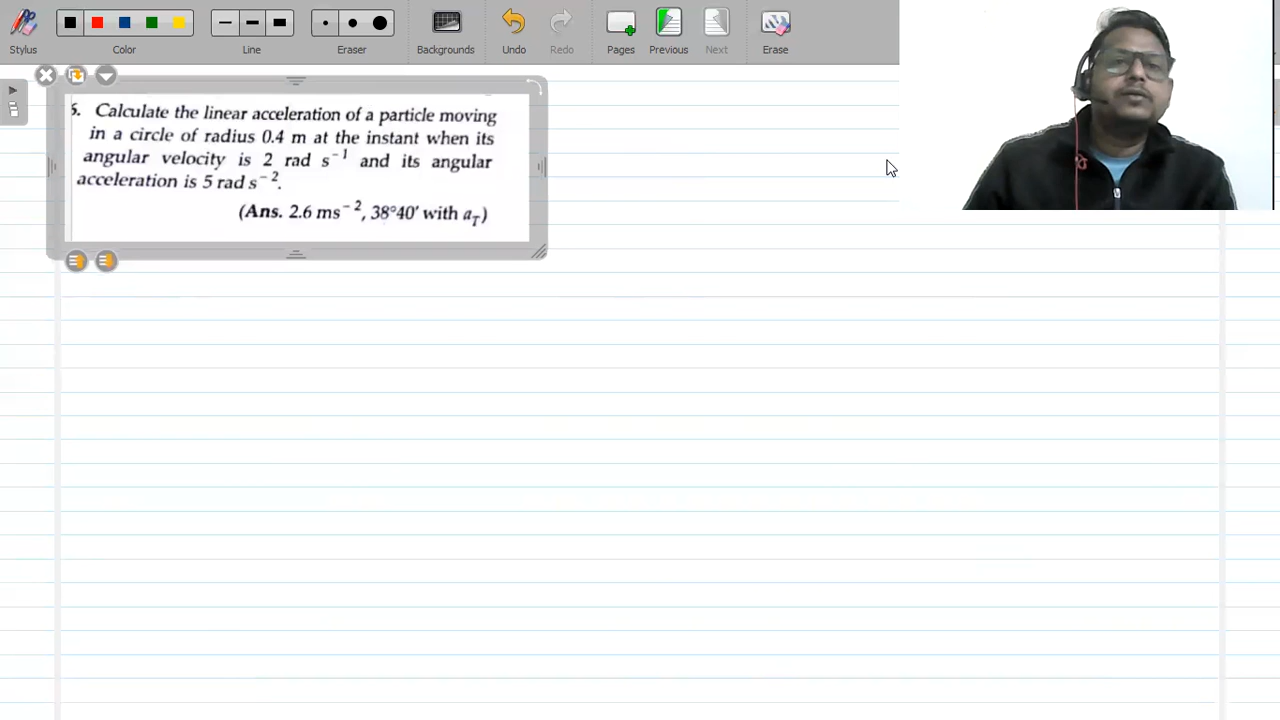 Stylus
Color
Line
Eraser
Backgrounds
Undo
Redo
Pages
Previous
Next
Erase
5. Calculate the linear acceleration of a particle moving
in a circle of radius 0.4 m at the instant when its
angular velocity is 2 rad s⁻¹ and its angular
acceleration is 5 rad s⁻².
(Ans. 2.6 ms⁻², 38°40′ with a_T)